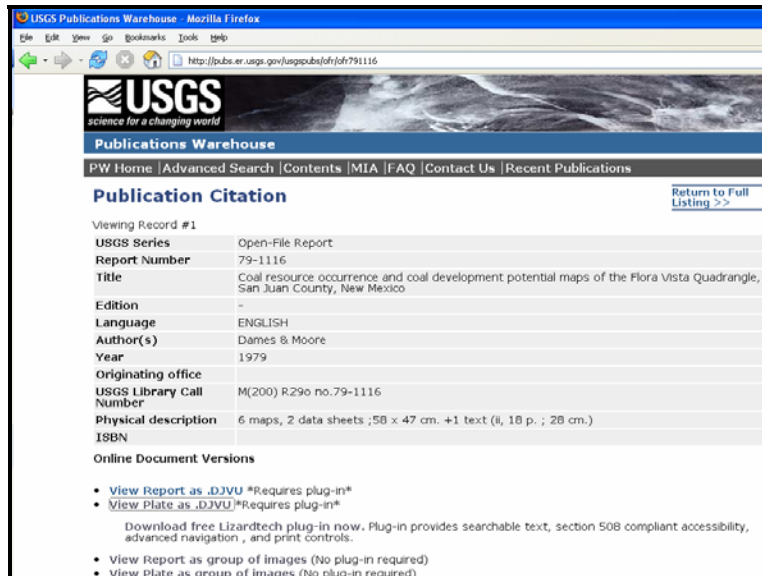 USGS Publications Warehouse - Mozilla Firefox
File Edit View Go Bookmarks Tools Help
http://pubs.er.usgs.gov/usgspubs/ofr/ofr791116
USGS
science for a changing world
Publications Warehouse
PW Home |Advanced Search |Contents |MIA |FAQ |Contact Us |Recent Publications
Publication Citation
Return to Full
Listing >>
Viewing Record #1
USGS Series Open-File Report
Report Number 79-1116
Title Coal resource occurrence and coal development potential maps of the Flora Vista Quadrangle,
San Juan County, New Mexico
Edition -
Language ENGLISH
Author(s) Dames & Moore
Year 1979
Originating office
USGS Library Call M(200) R29o no.79-1116
Number
Physical description 6 maps, 2 data sheets ;58 x 47 cm. +1 text (ii, 18 p. ; 28 cm.)
ISBN
Online Document Versions
• View Report as .DJVU *Requires plug-in*
• View Plate as .DJVU *Requires plug-in*
Download free Lizardtech plug-in now. Plug-in provides searchable text, section 508 compliant accessibility,
advanced navigation , and print controls.
• View Report as group of images (No plug-in required)
• View Plate as group of images (No plug-in required)